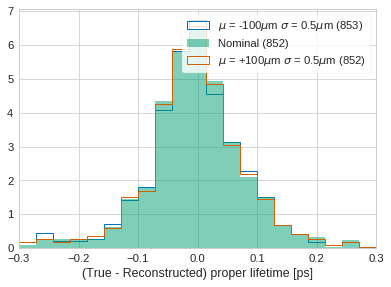 μ = -100μm σ = 0.5μm (853)
Nominal (852)
μ = +100μm σ = 0.5μm (852)
7
6
5
4
3
2
1
0
−0.3 −0.2 −0.1 0.0 0.1 0.2 0.3
(True - Reconstructed) proper lifetime [ps]